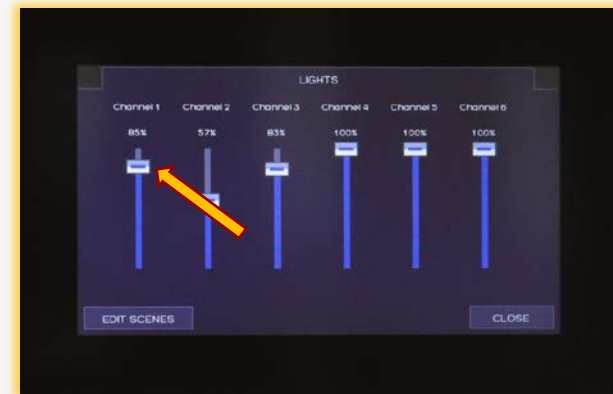 LIGHTS
Channel 1 Channel 2 Channel 3 Channel 4 Channel 5 Channel 6
85% 57% 83% 100% 100% 100%
EDIT SCENES CLOSE